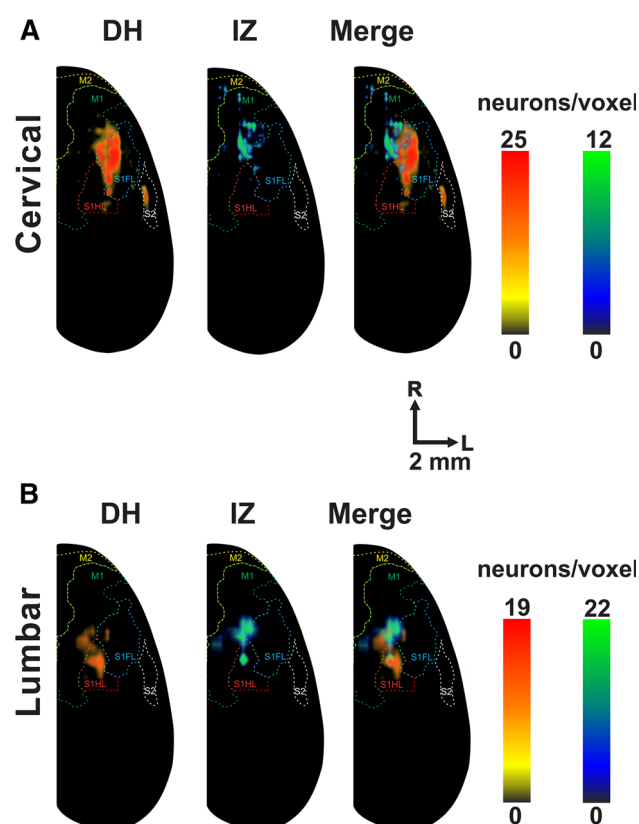 A
DH IZ Merge
Cervical
M2
M1
S1FL
S1HL
S2
M2
M1
S1FL
S1HL
S2
M2
M1
S1FL
S1HL
S2
neurons/voxel
25 12
0 0
R
L
2 mm
B
DH IZ Merge
Lumbar
M2
M1
S1FL
S1HL
S2
M2
M1
S1FL
S1HL
S2
M2
M1
S1FL
S1HL
S2
neurons/voxel
19 22
0 0